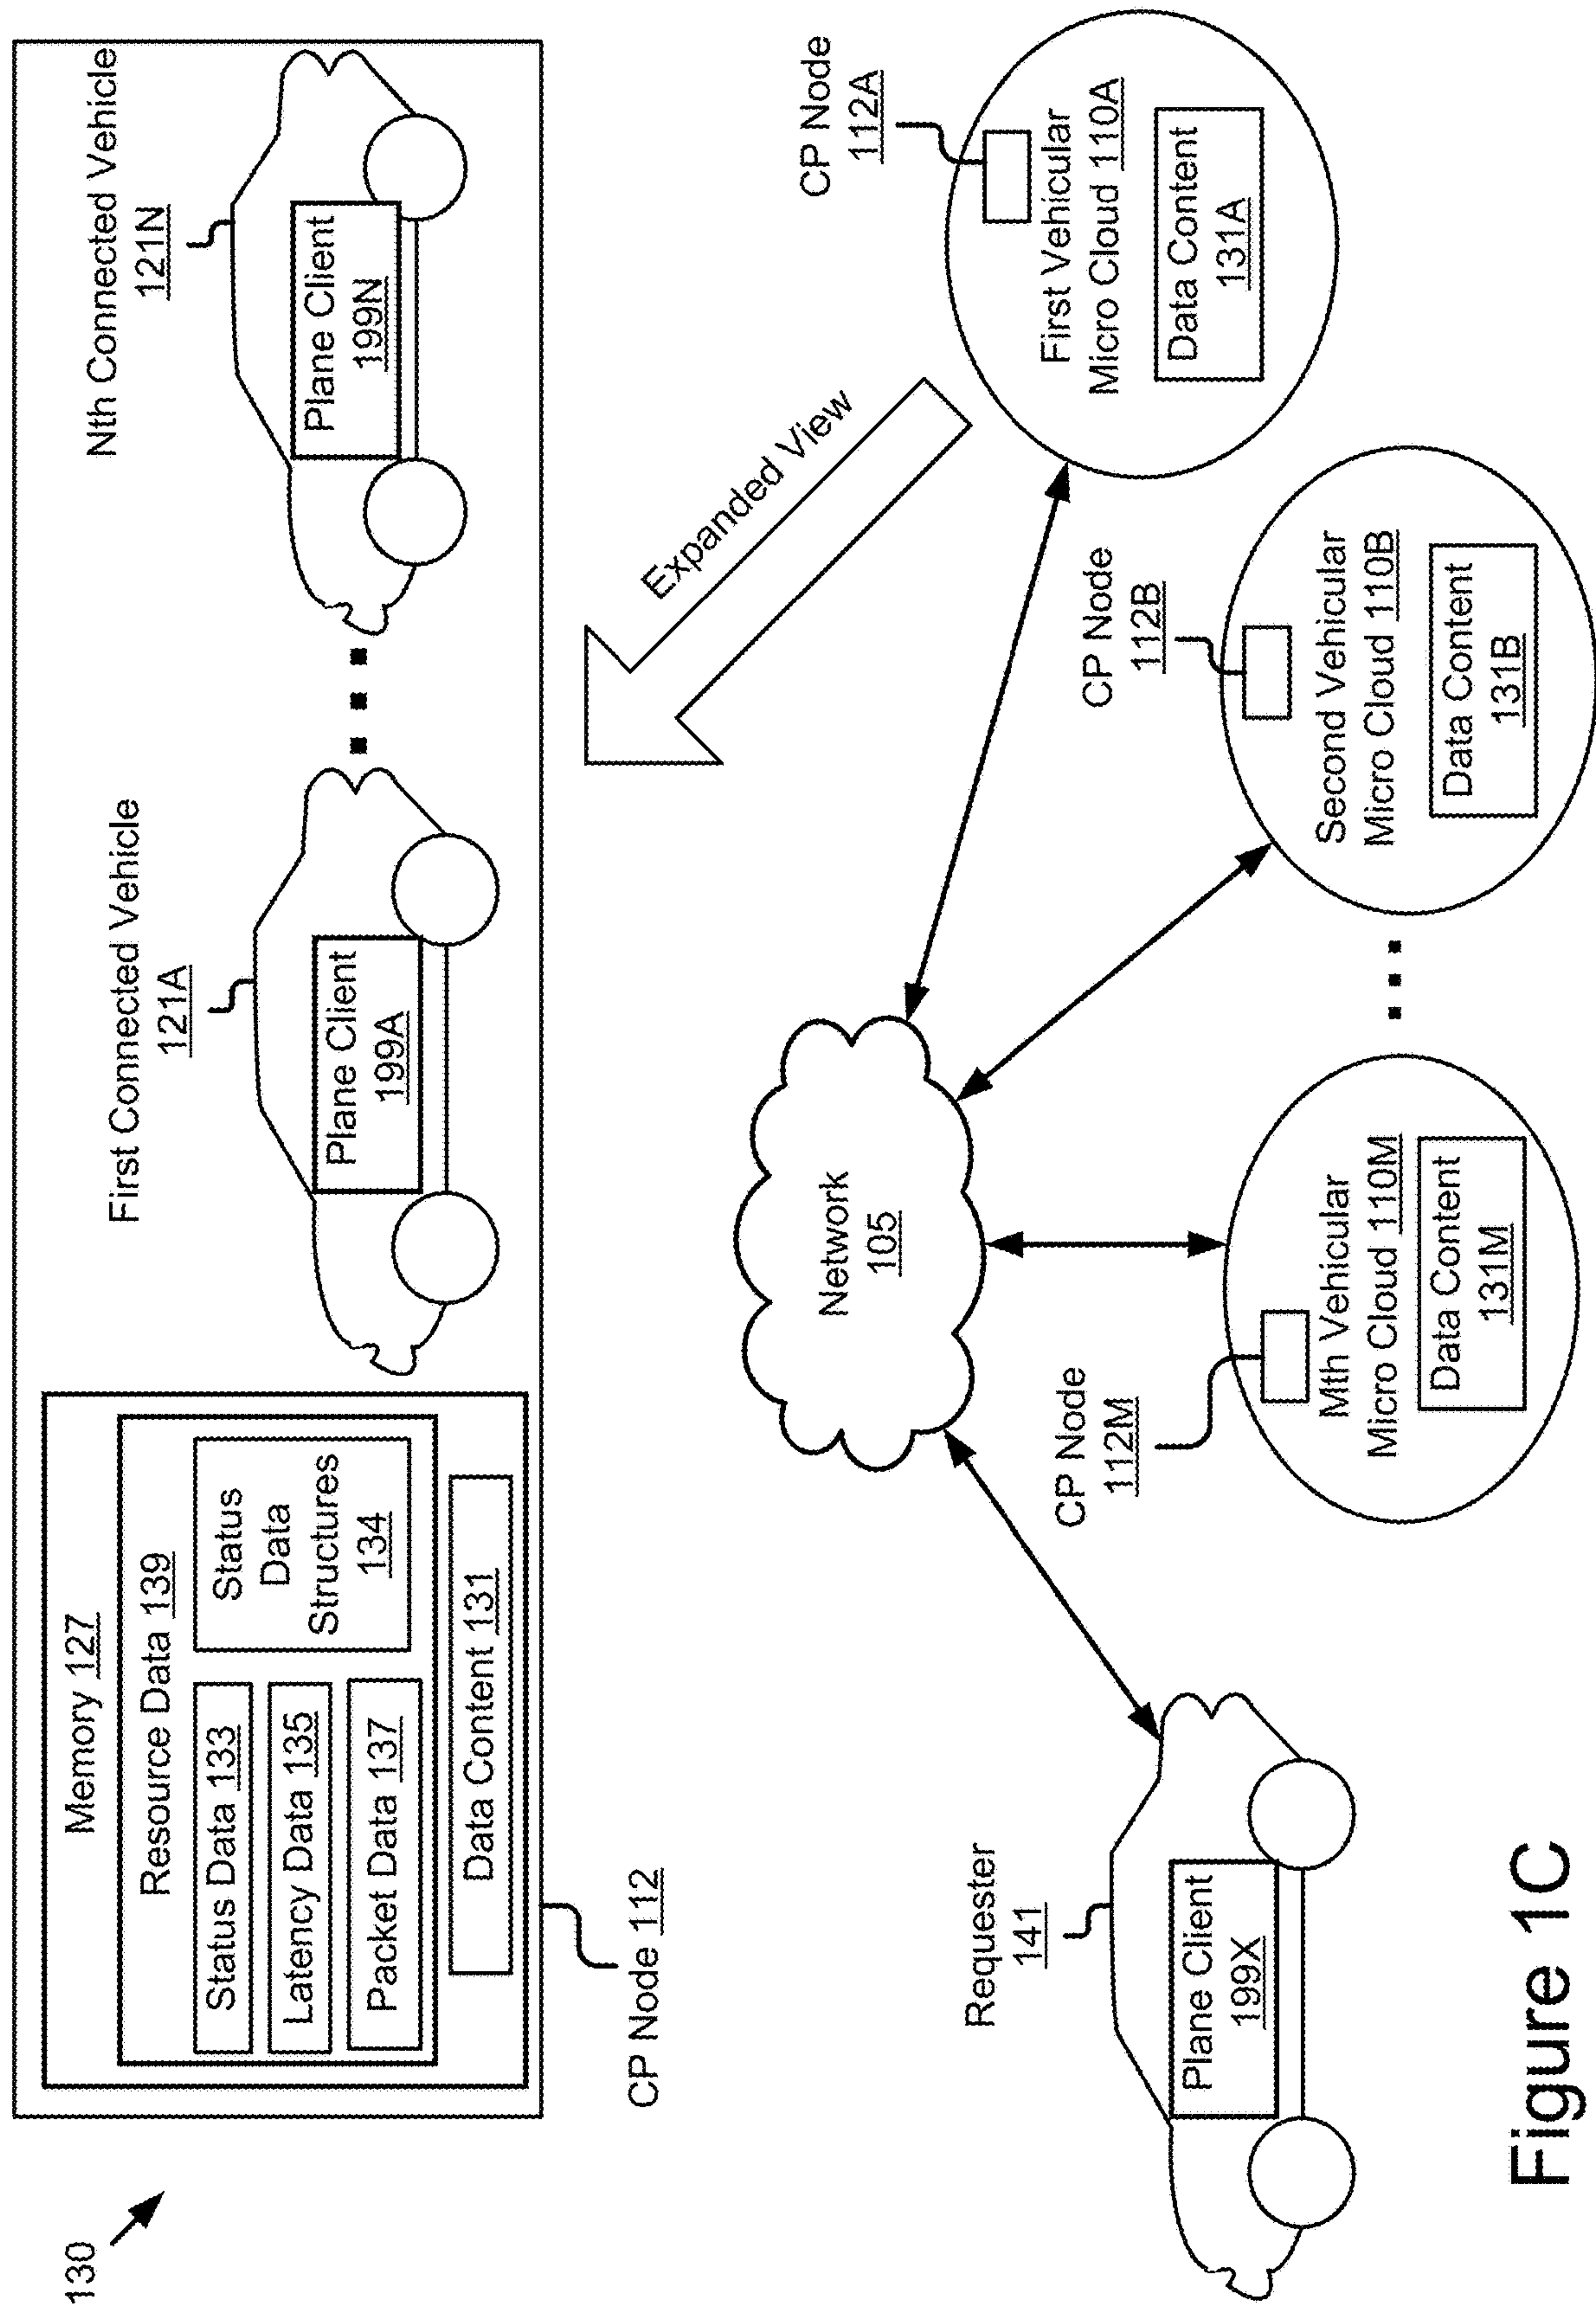 130
Memory 127
Resource Data 139
Status Data 133
Latency Data 135
Packet Data 137
Status
Data
Structures
134
Data Content 131
CP Node 112
First Connected Vehicle
121A
Plane Client
199A
Nth Connected Vehicle
121N
Plane Client
199N
Expanded View
Requester
141
Plane Client
199X
Network
105
CP Node
112M
Mth Vehicular
Micro Cloud 110M
Data Content
131M
CP Node
112B
Second Vehicular
Micro Cloud 110B
Data Content
131B
CP Node
112A
First Vehicular
Micro Cloud 110A
Data Content
131A
Figure 1C